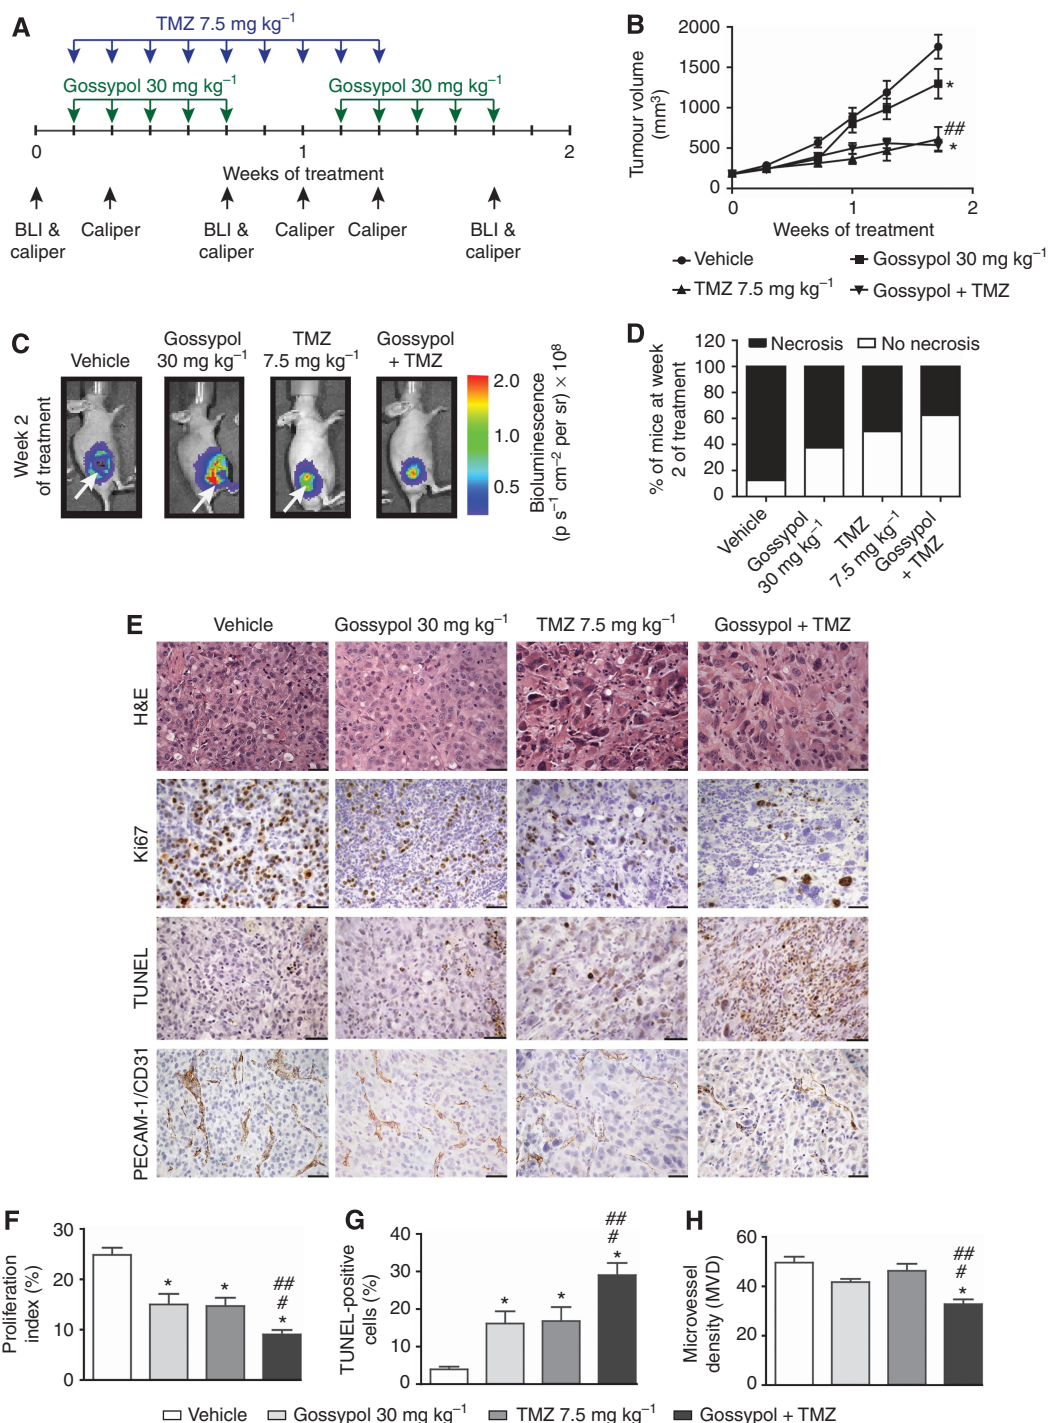 A
TMZ 7.5 mg kg−1
Gossypol 30 mg kg−1
Gossypol 30 mg kg−1
0
1
2
Weeks of treatment
BLI &
caliper
Caliper
BLI &
caliper
Caliper
Caliper
BLI &
caliper
B
Tumour volume
(mm3)
2000
1500
1000
500
0
*
##
*
0
1
2
Weeks of treatment
Vehicle
Gossypol 30 mg kg−1
TMZ 7.5 mg kg−1
Gossypol + TMZ
C
Vehicle
Gossypol
30 mg kg−1
TMZ
7.5 mg kg−1
Gossypol
+ TMZ
Week 2
of treatment
2.0
1.0
0.5
Bioluminescence
(p s−1 cm−2 per sr) × 108
D
% of mice at week
2 of treatment
120
100
80
60
40
20
0
Necrosis
No necrosis
Vehicle
Gossypol
30 mg kg−1
TMZ
7.5 mg kg−1
Gossypol
+ TMZ
E
Vehicle
Gossypol 30 mg kg−1
TMZ 7.5 mg kg−1
Gossypol + TMZ
H&E
Ki67
TUNEL
PECAM-1/CD31
F
Proliferation
index (%)
30
20
10
0
*
*
##
#
*
G
TUNEL-positive
cells (%)
40
30
20
10
0
*
*
##
#
*
H
Microvessel
density (MVD)
60
40
20
0
##
#
*
Vehicle
Gossypol 30 mg kg−1
TMZ 7.5 mg kg−1
Gossypol + TMZ